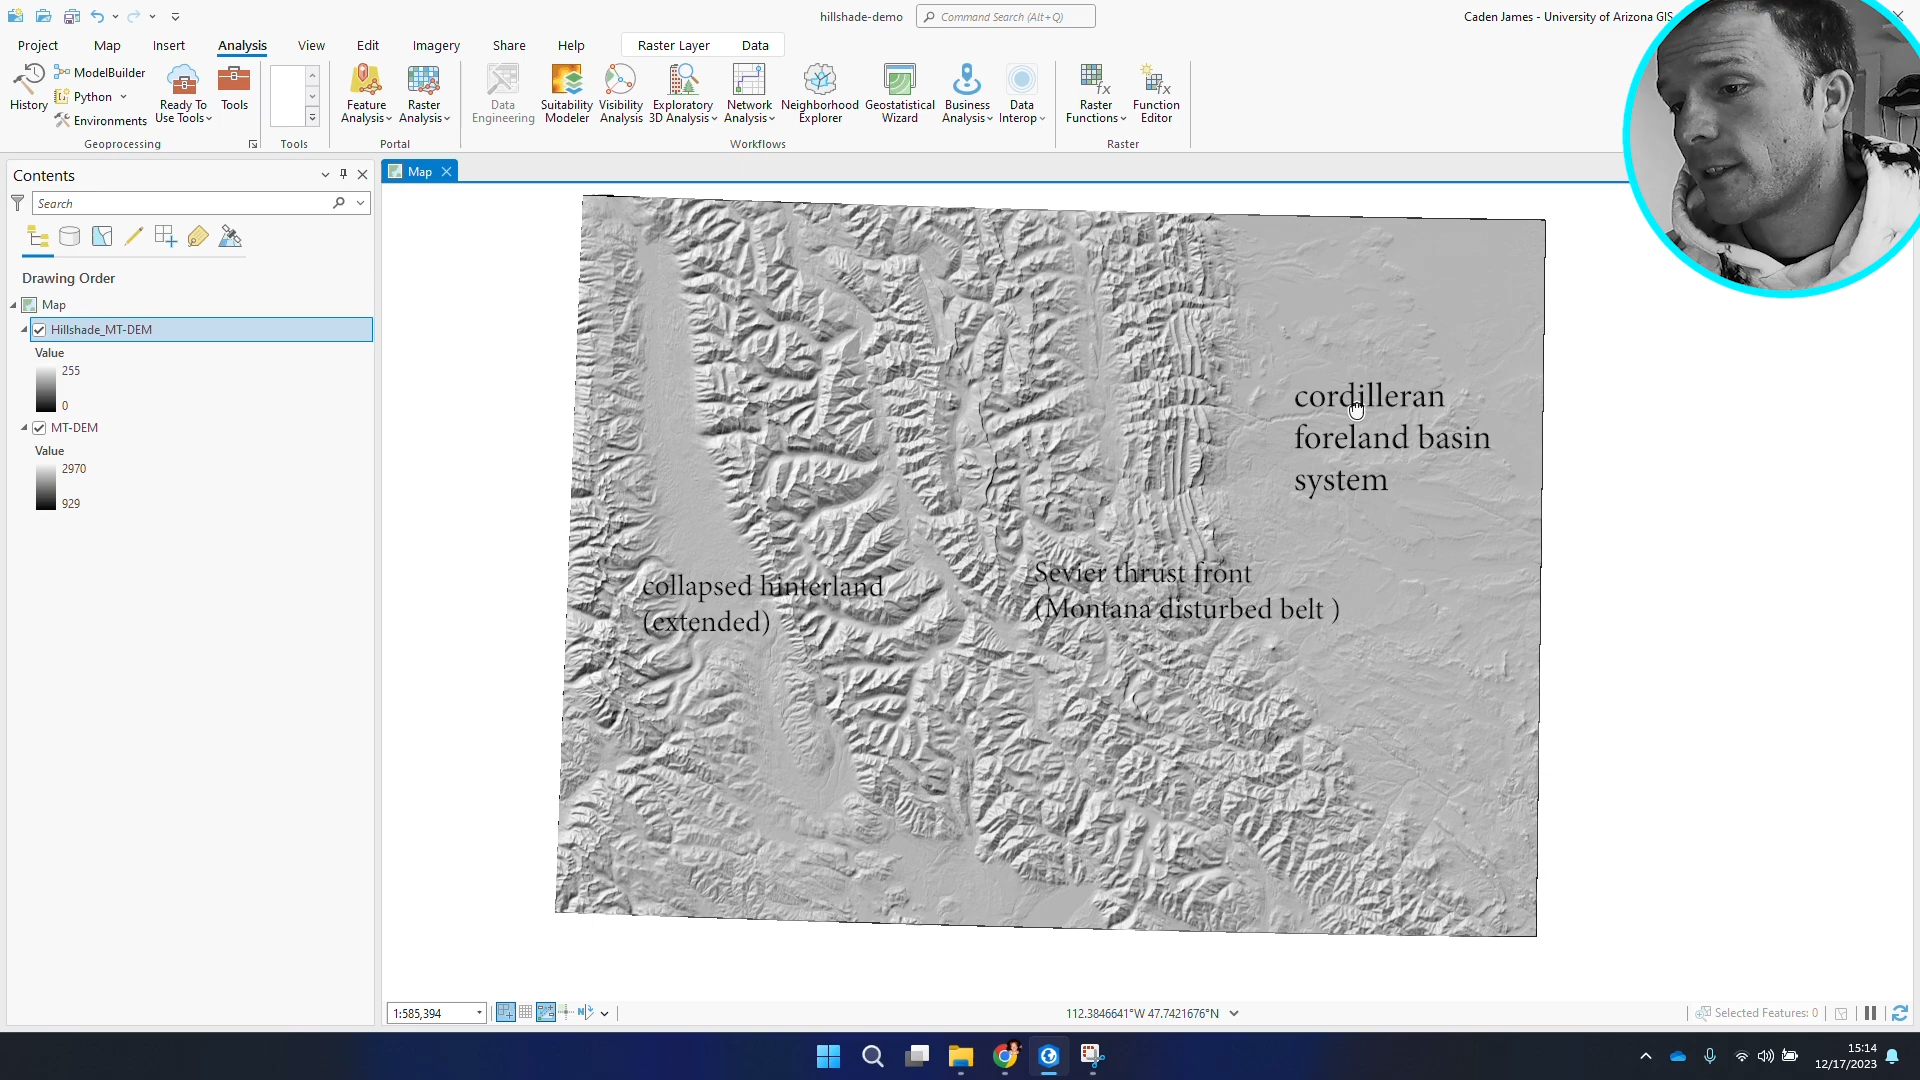 hillshade-demo
Command Search (Alt+Q)
Caden James - University of Arizona GIS
Project
Map
Insert
Analysis
View
Edit
Imagery
Share
Help
Raster Layer
Data
History
ModelBuilder
Python
Environments
Ready To
Use Tools
Tools
Feature
Analysis
Raster
Analysis
Data
Engineering
Suitability
Modeler
Visibility
Analysis
Exploratory
3D Analysis
Network
Analysis
Neighborhood
Explorer
Geostatistical
Wizard
Business
Analysis
Data
Interop
Raster
Functions
Function
Editor
Geoprocessing
Tools
Portal
Workflows
Raster
Contents
Search
Drawing Order
Map
Hillshade_MT-DEM
Value
255
0
MT-DEM
Value
2970
929
Map
cordilleran
foreland basin
system
collapsed hinterland
(extended)
Sevier thrust front
(Montana disturbed belt )
1:585,394
112.3846641°W 47.7421676°N
Selected Features: 0
15:14
12/17/2023